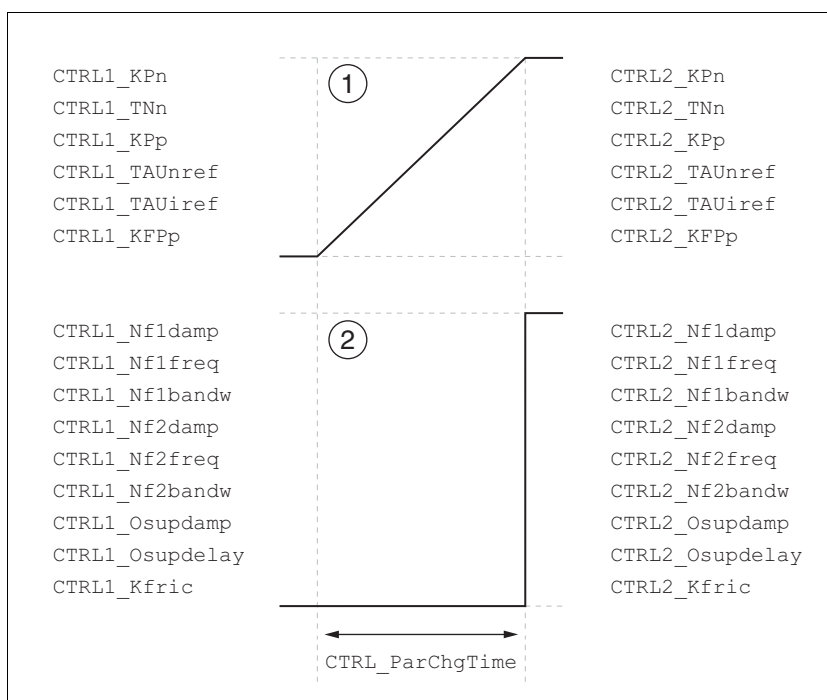 CTRL1_KPn
CTRL1_TNn
CTRL1_KPp
CTRL1_TAUnref
CTRL1_TAUiref
CTRL1_KFPp
1
CTRL2_KPn
CTRL2_TNn
CTRL2_KPp
CTRL2_TAUnref
CTRL2_TAUiref
CTRL2_KFPp
CTRL1_Nf1damp
CTRL1_Nf1freq
CTRL1_Nf1bandw
CTRL1_Nf2damp
CTRL1_Nf2freq
CTRL1_Nf2bandw
CTRL1_Osupdamp
CTRL1_Osupdelay
CTRL1_Kfric
2
CTRL2_Nf1damp
CTRL2_Nf1freq
CTRL2_Nf1bandw
CTRL2_Nf2damp
CTRL2_Nf2freq
CTRL2_Nf2bandw
CTRL2_Osupdamp
CTRL2_Osupdelay
CTRL2_Kfric
CTRL_ParChgTime